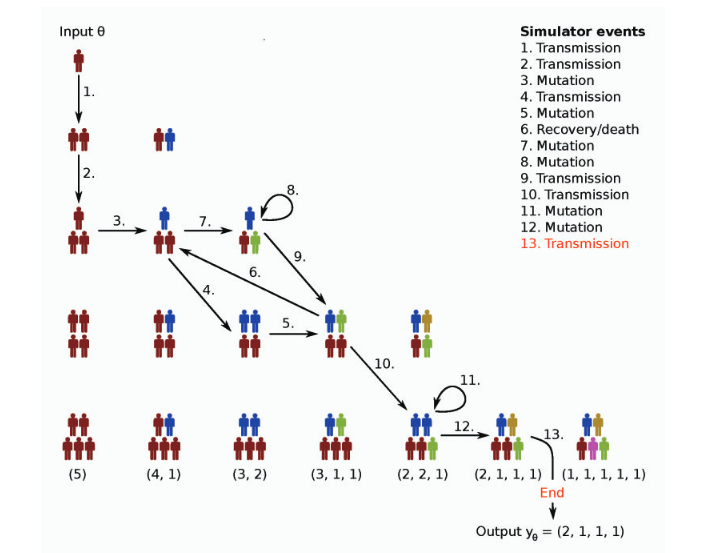 Input θ
Simulator events
1. Transmission
2. Transmission
3. Mutation
4. Transmission
5. Mutation
6. Recovery/death
7. Mutation
8. Mutation
9. Transmission
10. Transmission
11. Mutation
12. Mutation
13. Transmission
1.
2.
3.
7.
8.
9.
6.
4.
5.
10.
11.
12.
13.
(5)
(4, 1)
(3, 2)
(3, 1, 1)
(2, 2, 1)
(2, 1, 1, 1)
(1, 1, 1, 1, 1)
End
Output yθ = (2, 1, 1, 1)